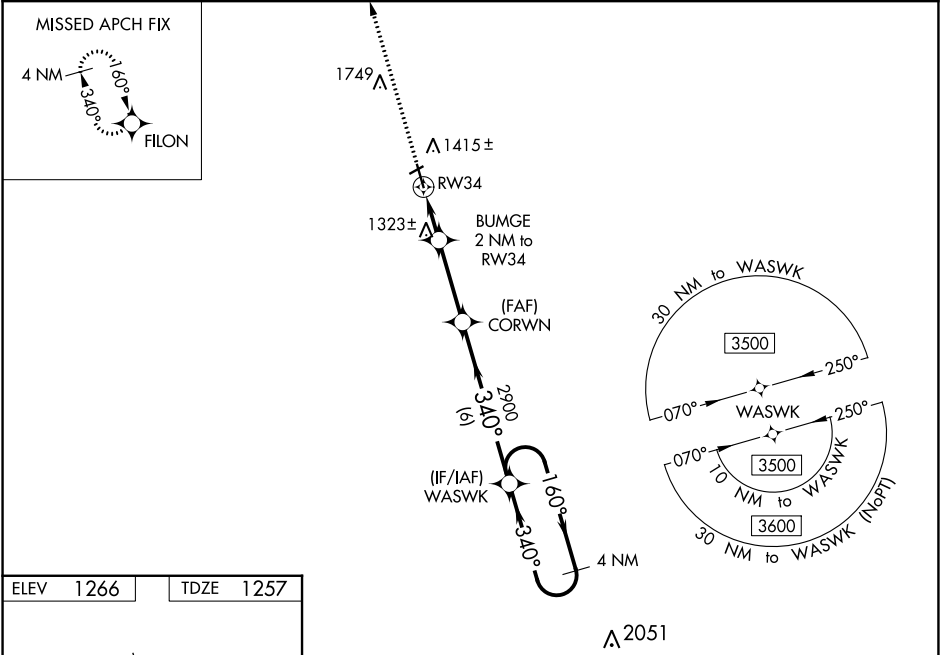 MISSED APCH FIX
4 NM
160°
340°
FILON
1749
1415±
RW34
1323±
BUMGE
2 NM to
RW34
(FAF)
CORWN
2900
340°
(6)
(IF/IAF)
WASWK
160°
340°
4 NM
2051
30 NM to WASWK
3500
250°
070°
WASWK
250°
070°
3500
10 NM to WASWK
3600
30 NM to WASWK (NoPT)
ELEV 1266
TDZE 1257